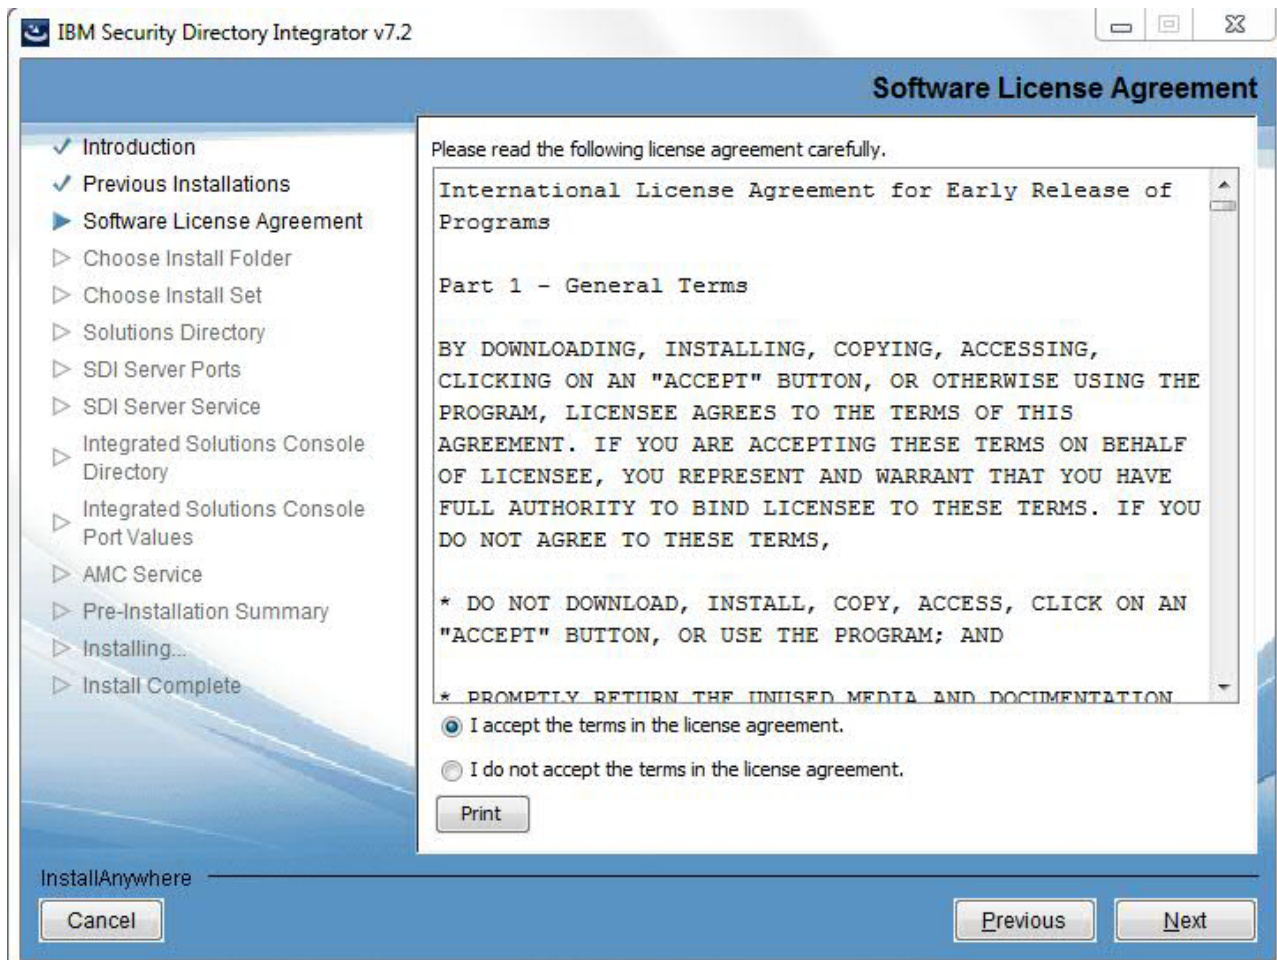 IBM Security Directory Integrator v7.2
Software License Agreement
Introduction
Previous Installations
Software License Agreement
Choose Install Folder
Choose Install Set
Solutions Directory
SDI Server Ports
SDI Server Service
Integrated Solutions Console
Directory
Integrated Solutions Console
Port Values
AMC Service
Pre-Installation Summary
Installing...
Install Complete
Please read the following license agreement carefully.
International License Agreement for Early Release of
Programs
Part 1 - General Terms
BY DOWNLOADING, INSTALLING, COPYING, ACCESSING,
CLICKING ON AN "ACCEPT" BUTTON, OR OTHERWISE USING THE
PROGRAM, LICENSEE AGREES TO THE TERMS OF THIS
AGREEMENT. IF YOU ARE ACCEPTING THESE TERMS ON BEHALF
OF LICENSEE, YOU REPRESENT AND WARRANT THAT YOU HAVE
FULL AUTHORITY TO BIND LICENSEE TO THESE TERMS. IF YOU
DO NOT AGREE TO THESE TERMS,
* DO NOT DOWNLOAD, INSTALL, COPY, ACCESS, CLICK ON AN
"ACCEPT" BUTTON, OR USE THE PROGRAM; AND
* PROMPTLY RETURN THE UNUSED MEDIA AND DOCUMENTATION
I accept the terms in the license agreement.
I do not accept the terms in the license agreement.
Print
InstallAnywhere
Cancel
Previous
Next